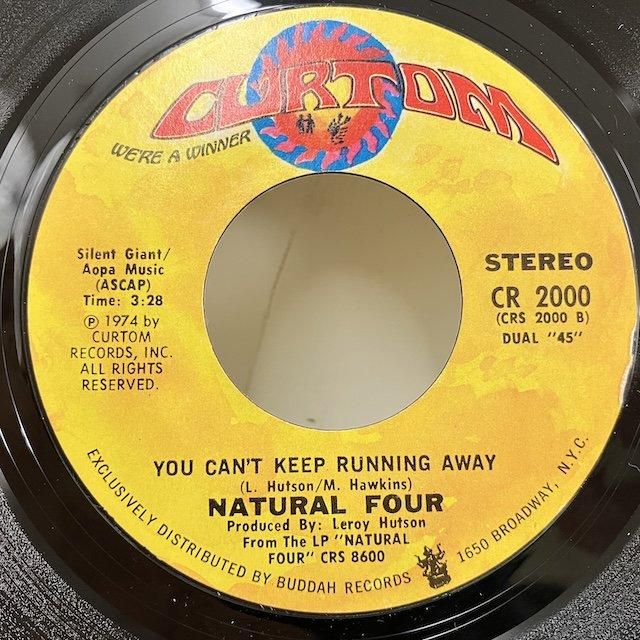 CURTOM
WE'RE A WINNER
Silent Giant/
Aopa Music
(ASCAP)
Time: 3:28
℗ 1974 by
CURTOM
RECORDS, INC.
ALL RIGHTS
RESERVED.
STEREO
CR 2000
(CRS 2000 B)
DUAL "45"
YOU CAN'T KEEP RUNNING AWAY
(L. Hutson/M. Hawkins)
NATURAL FOUR
Produced By: Leroy Hutson
From The LP "NATURAL
FOUR" CRS 8600
EXCLUSIVELY DISTRIBUTED BY BUDDAH RECORDS 1650 BROADWAY, N.Y.C.